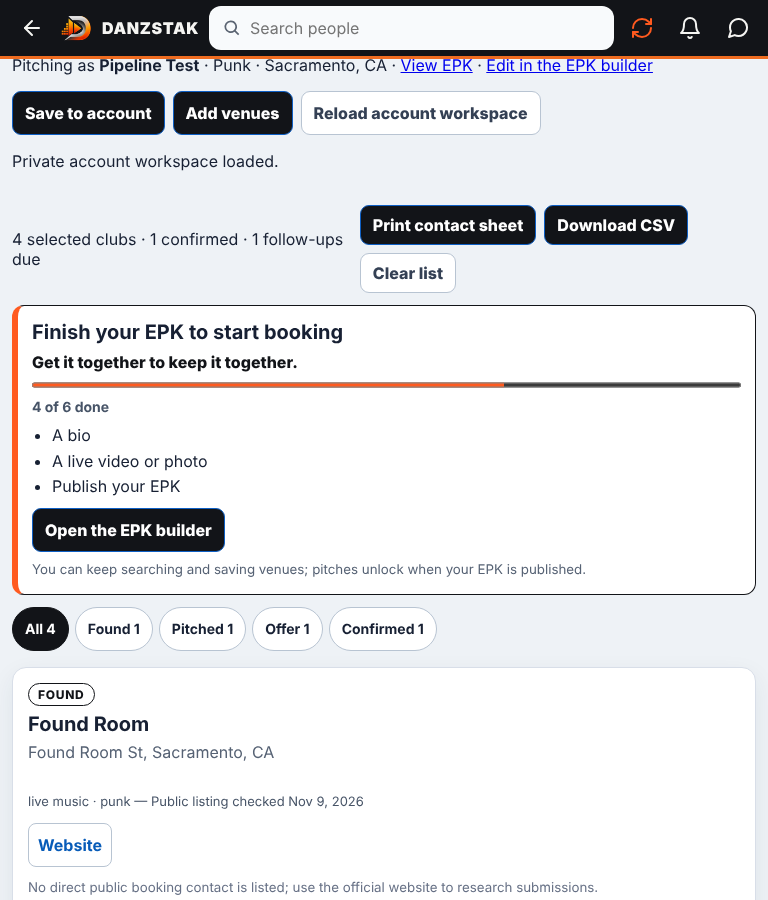 DANZSTAK
Search people
Pitching as Pipeline Test · Punk · Sacramento, CA · View EPK · Edit in the EPK builder
Save to account
Add venues
Reload account workspace
Private account workspace loaded.
4 selected clubs · 1 confirmed · 1 follow-ups
due
Print contact sheet
Download CSV
Clear list
Finish your EPK to start booking
Get it together to keep it together.
4 of 6 done
• A bio
• A live video or photo
• Publish your EPK
Open the EPK builder
You can keep searching and saving venues; pitches unlock when your EPK is published.
All 4
Found 1
Pitched 1
Offer 1
Confirmed 1
FOUND
Found Room
Found Room St, Sacramento, CA
live music · punk — Public listing checked Nov 9, 2026
Website
No direct public booking contact is listed; use the official website to research submissions.